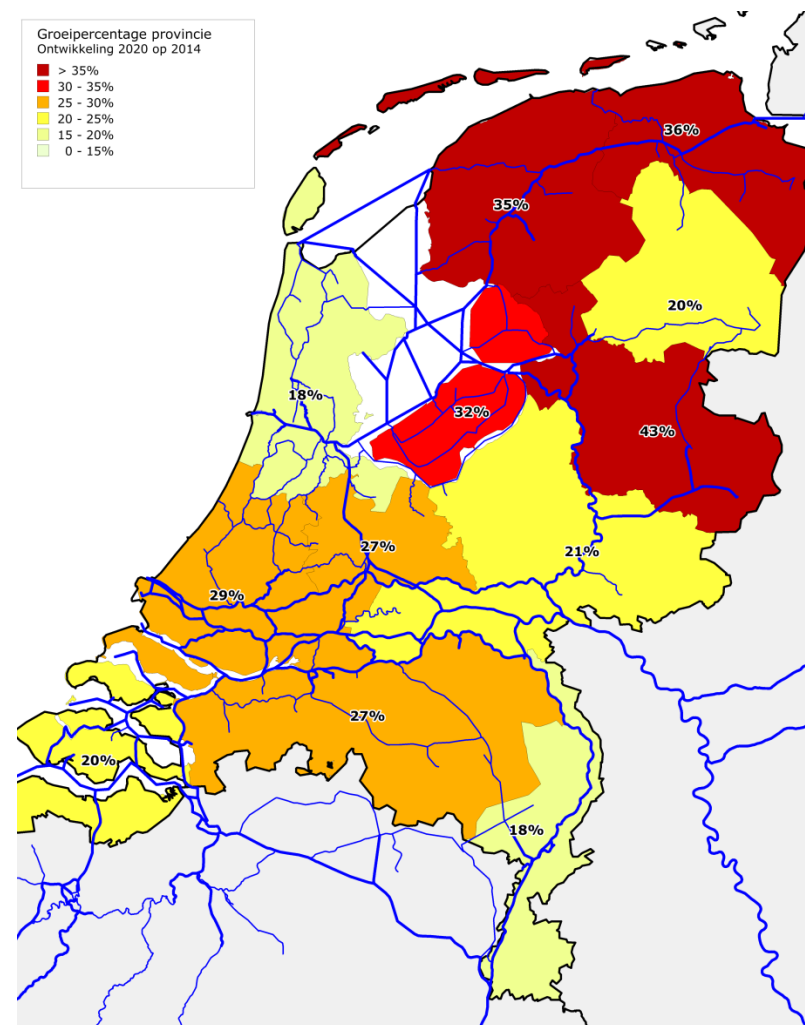 Groeipercentage provincie
Ontwikkeling 2020 op 2014
> 35%
30 - 35%
25 - 30%
20 - 25%
15 - 20%
0 - 15%
36%
35%
20%
18%
32%
43%
27%
21%
29%
27%
20%
18%